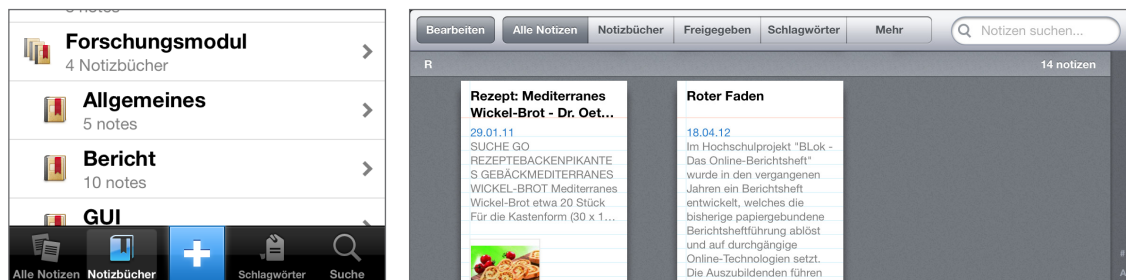 Forschungsmodul
4 Notizbücher
Allgemeines
5 notes
Bericht
10 notes
GUI
Alle Notizen
Notizbücher
Schlagwörter
Suche
Bearbeiten
Alle Notizen
Notizbücher
Freigegeben
Schlagwörter
Mehr
Notizen suchen...
R
14 notizen
Rezept: Mediterranes
Wickel-Brot - Dr. Oet...
29.01.11
SUCHE GO
REZEPTEBACKENPIKANTE
S GEBÄCKMEDITERRANES
WICKEL-BROT Mediterranes
Wickel-Brot etwa 20 Stück
Für die Kastenform (30 x 1...
Roter Faden
18.04.12
Im Hochschulprojekt "BLok -
Das Online-Berichtsheft"
wurde in den vergangenen
Jahren ein Berichtsheft
entwickelt, welches die
bisherige papiergebundene
Berichtsheftführung ablöst
und auf durchgängige
Online-Technologien setzt.
Die Auszubildenden führen
#
A